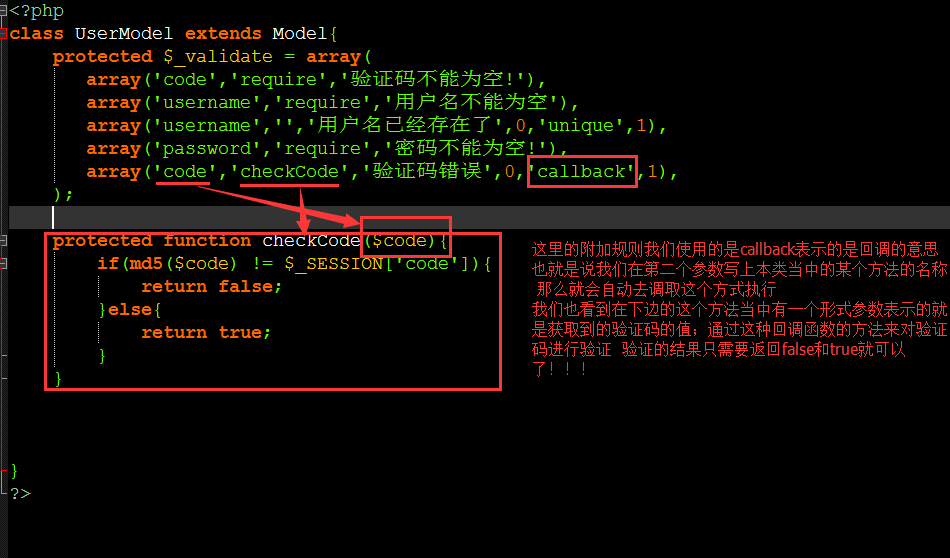 <?php
class UserModel extends Model{
protected $_validate = array(
array('code','require','验证码不能为空!'),
array('username','require','用户名不能为空'),
array('username','','用户名己经存在了',0,'unique',1),
array('password','require','密码不能为空!'),
array('code','checkCode','验证码错误',0,'callback',1),
);
protected function checkCode($code){
if(md5($code) != $_SESSION['code']){
return false;
}else{
return true;
}
}
}
?>
这里的附加规则我们使用的是callback表示的是回调的意思
也就是说我们在第二个参数写上本类当中的某个方法的名称
那么就会自动去调取这个方式执行
我们也看到在下边的这个方法当中有一个形式参数表示的就
是获取到的验证码的值；通过这种回调函数的方法来对验证
码进行验证 验证的结果只需要返回false和true就可以
了！！！